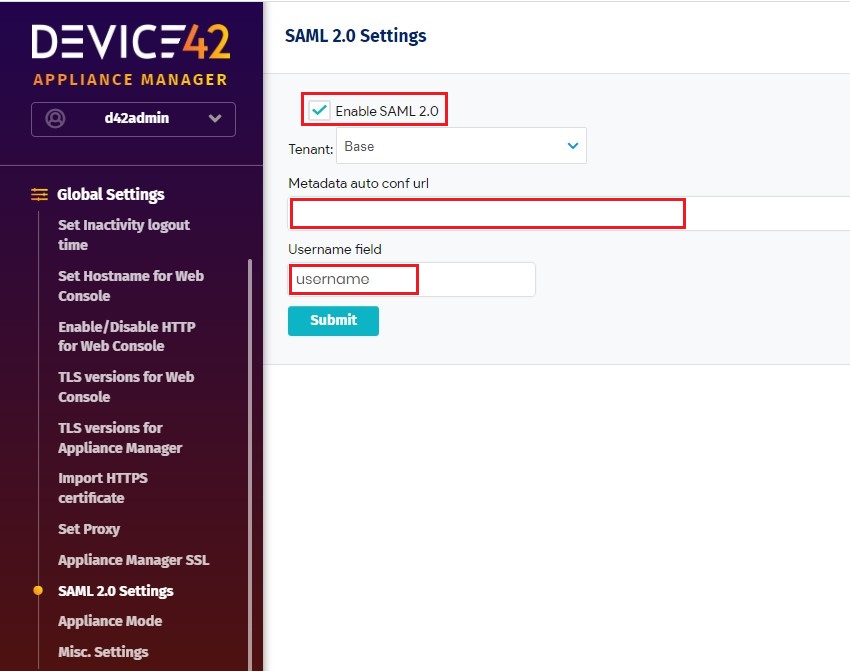 DEVICE42
APPLIANCE MANAGER
d42admin
Global Settings
Set Inactivity logout
time
Set Hostname for Web
Console
Enable/Disable HTTP
for Web Console
TLS versions for Web
Console
TLS versions for
Appliance Manager
Import HTTPS
certificate
Set Proxy
Appliance Manager SSL
SAML 2.0 Settings
Appliance Mode
Misc. Settings
SAML 2.0 Settings
Enable SAML 2.0
Tenant: Base
Metadata auto conf url
Username field
username
Submit